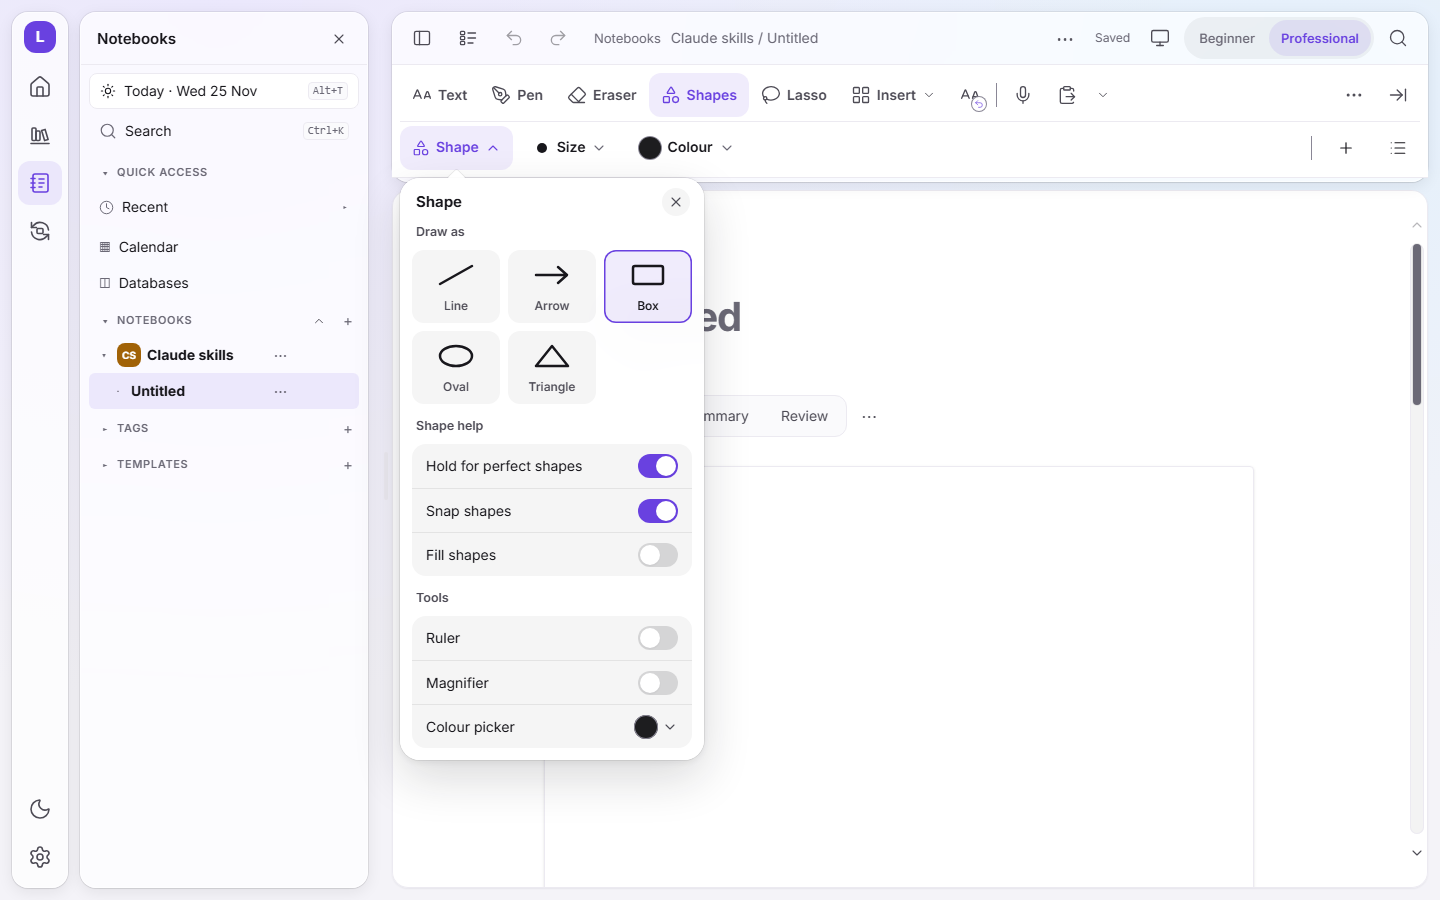 L
Notebooks
Today · Wed 25 Nov
Alt+T
Search
Ctrl+K
QUICK ACCESS
Recent
Calendar
Databases
NOTEBOOKS
CS Claude skills
Untitled
TAGS
TEMPLATES
Notebooks Claude skills / Untitled
Saved
Beginner
Professional
Text
Pen
Eraser
Shapes
Lasso
Insert
Shape
Size
Colour
Shape
Draw as
Line
Arrow
Box
Oval
Triangle
Shape help
Hold for perfect shapes
Snap shapes
Fill shapes
Tools
Ruler
Magnifier
Colour picker
ed
mmary
Review